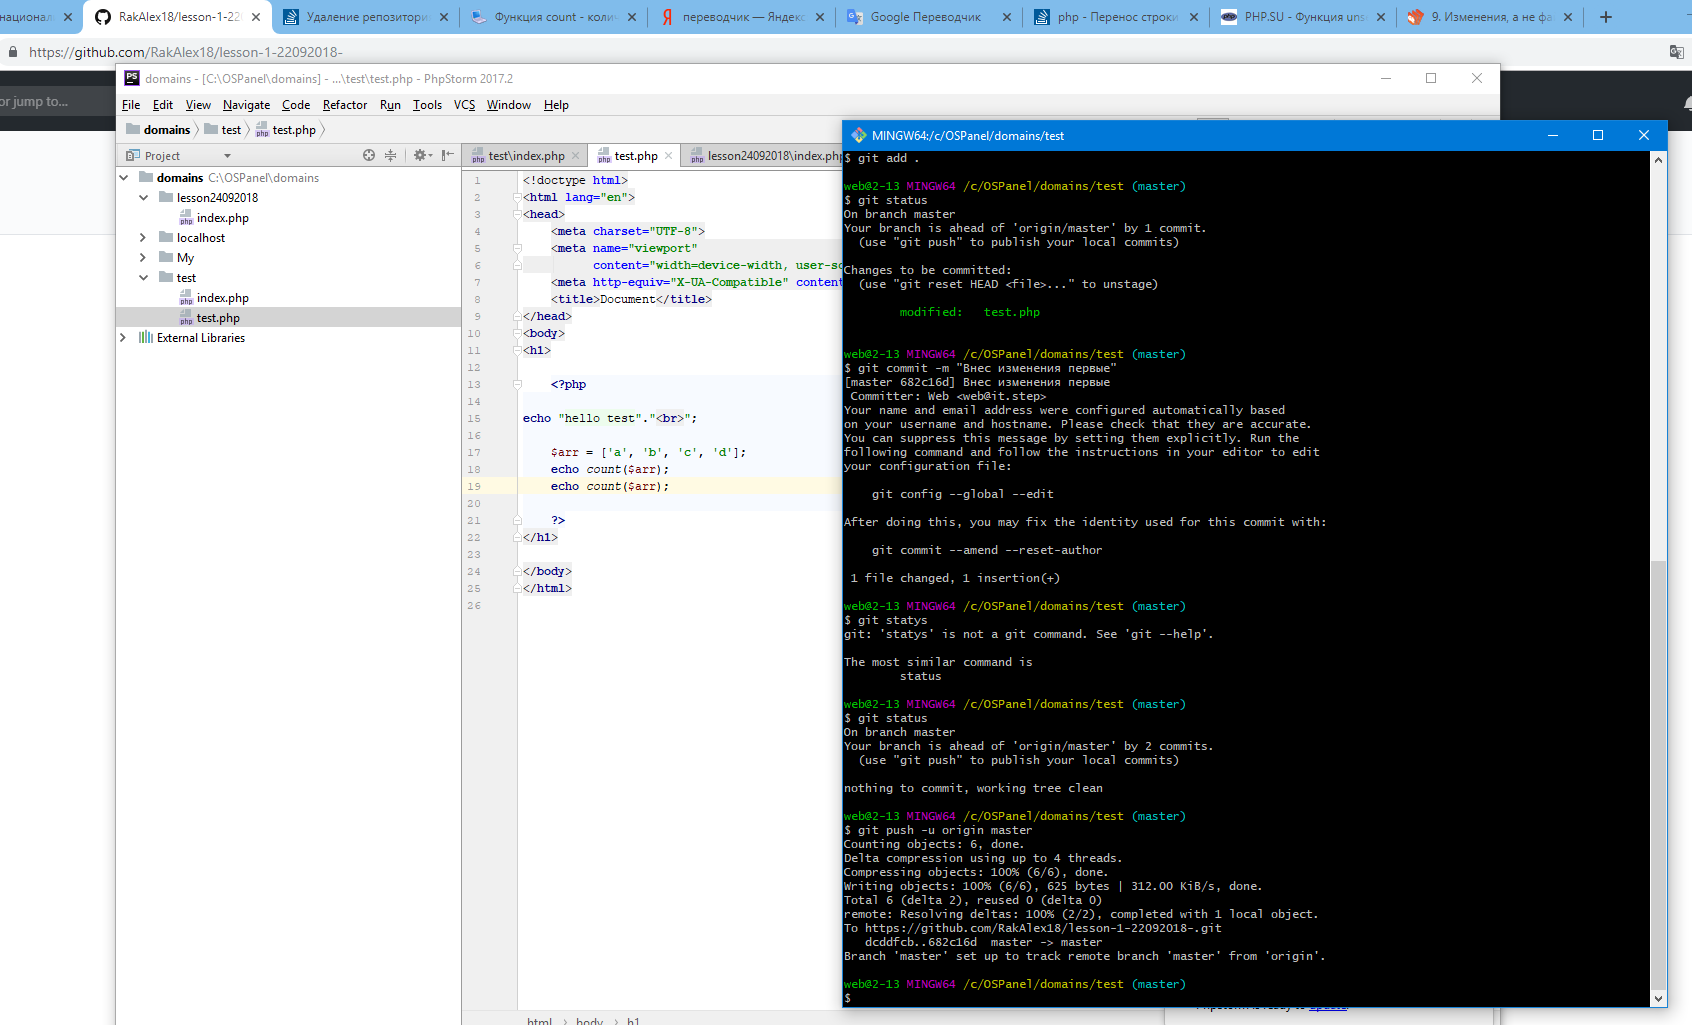 национал
RakAlex18/lesson-1-22
Удаление репозитори
Функция count - колич
переводчик — Яндекс
Google Переводчик
php - Перенос строки
PHP.SU - Функция uns
9. Изменения, а не фа
https://github.com/RakAlex18/lesson-1-22092018-
or jump to...
PS domains - [C:\OSPanel\domains] - ...\test\test.php - PhpStorm 2017.2
File Edit View Navigate Code Refactor Run Tools VCS Window Help
domains test test.php
Project
domains C:\OSPanel\domains
lesson24092018
index.php
localhost
My
test
index.php
test.php
External Libraries
test\index.php test.php lesson24092018\index.php
1 <!doctype html>
2 <html lang="en">
3 <head>
4 <meta charset="UTF-8">
5 <meta name="viewport"
6 content="width=device-width, user-sc
7 <meta http-equiv="X-UA-Compatible" content
8 <title>Document</title>
9 </head>
10 <body>
11 <h1>
12
13 <?php
14
15 echo "hello test"."<br>";
16
17 $arr = ['a', 'b', 'c', 'd'];
18 echo count($arr);
19 echo count($arr);
20
21 ?>
22 </h1>
23
24 </body>
25 </html>
26
html body h1
MINGW64:/c/OSPanel/domains/test
$ git add .
web@2-13 MINGW64 /c/OSPanel/domains/test (master)
$ git status
On branch master
Your branch is ahead of 'origin/master' by 1 commit.
(use "git push" to publish your local commits)
Changes to be committed:
(use "git reset HEAD <file>..." to unstage)
modified: test.php
web@2-13 MINGW64 /c/OSPanel/domains/test (master)
$ git commit -m "Внес изменения первые"
[master 682c16d] Внес изменения первые
Committer: Web <web@it.step>
Your name and email address were configured automatically based
on your username and hostname. Please check that they are accurate.
You can suppress this message by setting them explicitly. Run the
following command and follow the instructions in your editor to edit
your configuration file:
git config --global --edit
After doing this, you may fix the identity used for this commit with:
git commit --amend --reset-author
1 file changed, 1 insertion(+)
web@2-13 MINGW64 /c/OSPanel/domains/test (master)
$ git statys
git: 'statys' is not a git command. See 'git --help'.
The most similar command is
status
web@2-13 MINGW64 /c/OSPanel/domains/test (master)
$ git status
On branch master
Your branch is ahead of 'origin/master' by 2 commits.
(use "git push" to publish your local commits)
nothing to commit, working tree clean
web@2-13 MINGW64 /c/OSPanel/domains/test (master)
$ git push -u origin master
Counting objects: 6, done.
Delta compression using up to 4 threads.
Compressing objects: 100% (6/6), done.
Writing objects: 100% (6/6), 625 bytes | 312.00 KiB/s, done.
Total 6 (delta 2), reused 0 (delta 0)
remote: Resolving deltas: 100% (2/2), completed with 1 local object.
To https://github.com/RakAlex18/lesson-1-22092018-.git
dcddfcb..682c16d master -> master
Branch 'master' set up to track remote branch 'master' from 'origin'.
web@2-13 MINGW64 /c/OSPanel/domains/test (master)
$